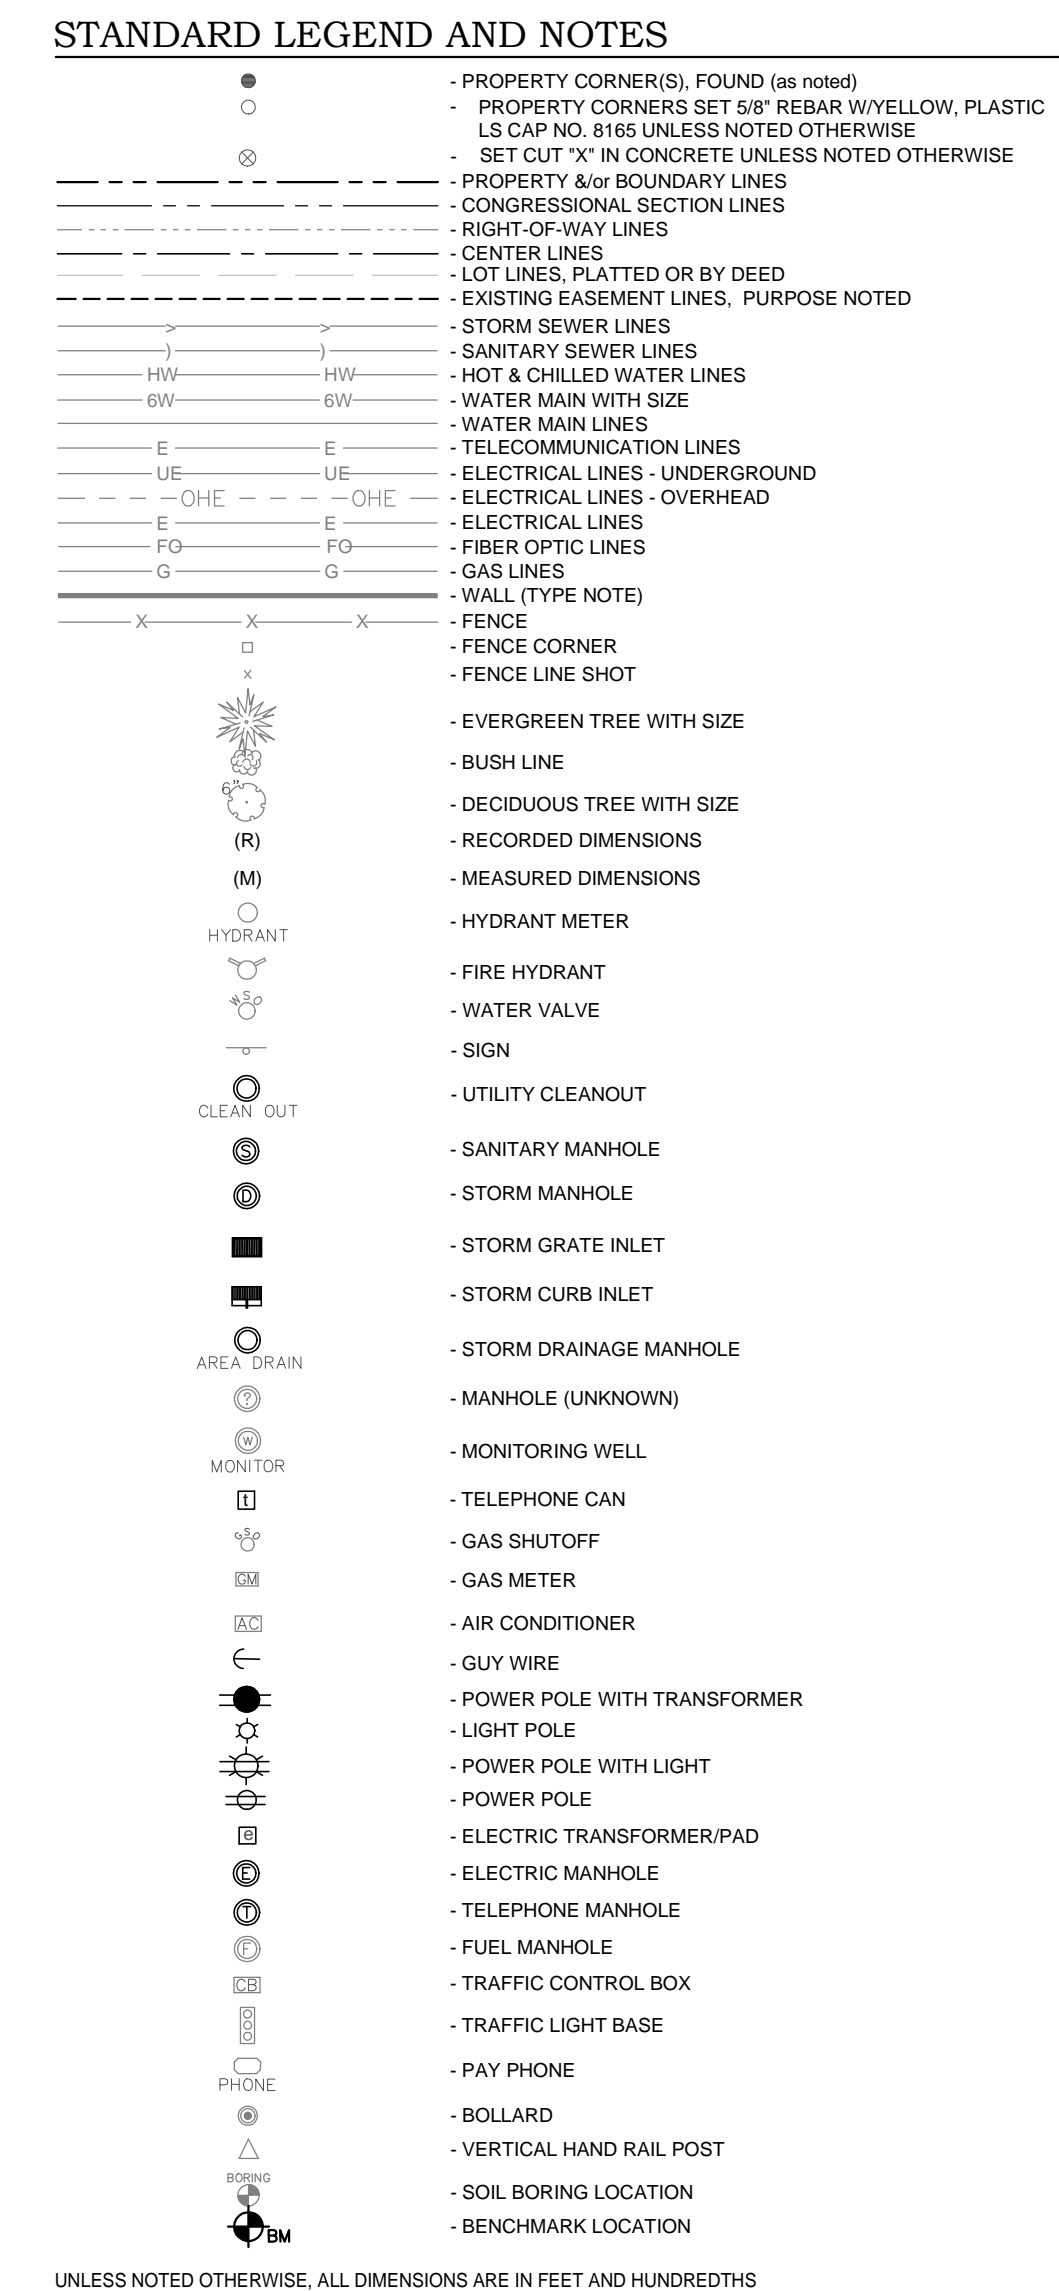 STANDARD LEGEND AND NOTES
- PROPERTY CORNER(S), FOUND (as noted)
- PROPERTY CORNERS SET 5/8" REBAR W/YELLOW, PLASTIC
LS CAP NO. 8165 UNLESS NOTED OTHERWISE
- SET CUT "X" IN CONCRETE UNLESS NOTED OTHERWISE
- PROPERTY &/or BOUNDARY LINES
- CONGRESSIONAL SECTION LINES
- RIGHT-OF-WAY LINES
- CENTER LINES
- LOT LINES, PLATTED OR BY DEED
- EXISTING EASEMENT LINES, PURPOSE NOTED
> > - STORM SEWER LINES
) ) - SANITARY SEWER LINES
HW HW - HOT & CHILLED WATER LINES
6W 6W - WATER MAIN WITH SIZE
- WATER MAIN LINES
E E - TELECOMMUNICATION LINES
UE UE - ELECTRICAL LINES - UNDERGROUND
OHE OHE - ELECTRICAL LINES - OVERHEAD
E E - ELECTRICAL LINES
FO FO - FIBER OPTIC LINES
G G - GAS LINES
- WALL (TYPE NOTE)
X X X - FENCE
- FENCE CORNER
x - FENCE LINE SHOT
- EVERGREEN TREE WITH SIZE
- BUSH LINE
6" - DECIDUOUS TREE WITH SIZE
(R) - RECORDED DIMENSIONS
(M) - MEASURED DIMENSIONS
HYDRANT - HYDRANT METER
- FIRE HYDRANT
WSO - WATER VALVE
- SIGN
CLEAN OUT - UTILITY CLEANOUT
S - SANITARY MANHOLE
D - STORM MANHOLE
- STORM GRATE INLET
- STORM CURB INLET
AREA DRAIN - STORM DRAINAGE MANHOLE
? - MANHOLE (UNKNOWN)
W
MONITOR - MONITORING WELL
t - TELEPHONE CAN
GSO - GAS SHUTOFF
GM - GAS METER
AC - AIR CONDITIONER
- GUY WIRE
- POWER POLE WITH TRANSFORMER
- LIGHT POLE
- POWER POLE WITH LIGHT
- POWER POLE
e - ELECTRIC TRANSFORMER/PAD
E - ELECTRIC MANHOLE
T - TELEPHONE MANHOLE
F - FUEL MANHOLE
CB - TRAFFIC CONTROL BOX
- TRAFFIC LIGHT BASE
PHONE - PAY PHONE
- BOLLARD
- VERTICAL HAND RAIL POST
BORING - SOIL BORING LOCATION
BM - BENCHMARK LOCATION
UNLESS NOTED OTHERWISE, ALL DIMENSIONS ARE IN FEET AND HUNDREDTHS